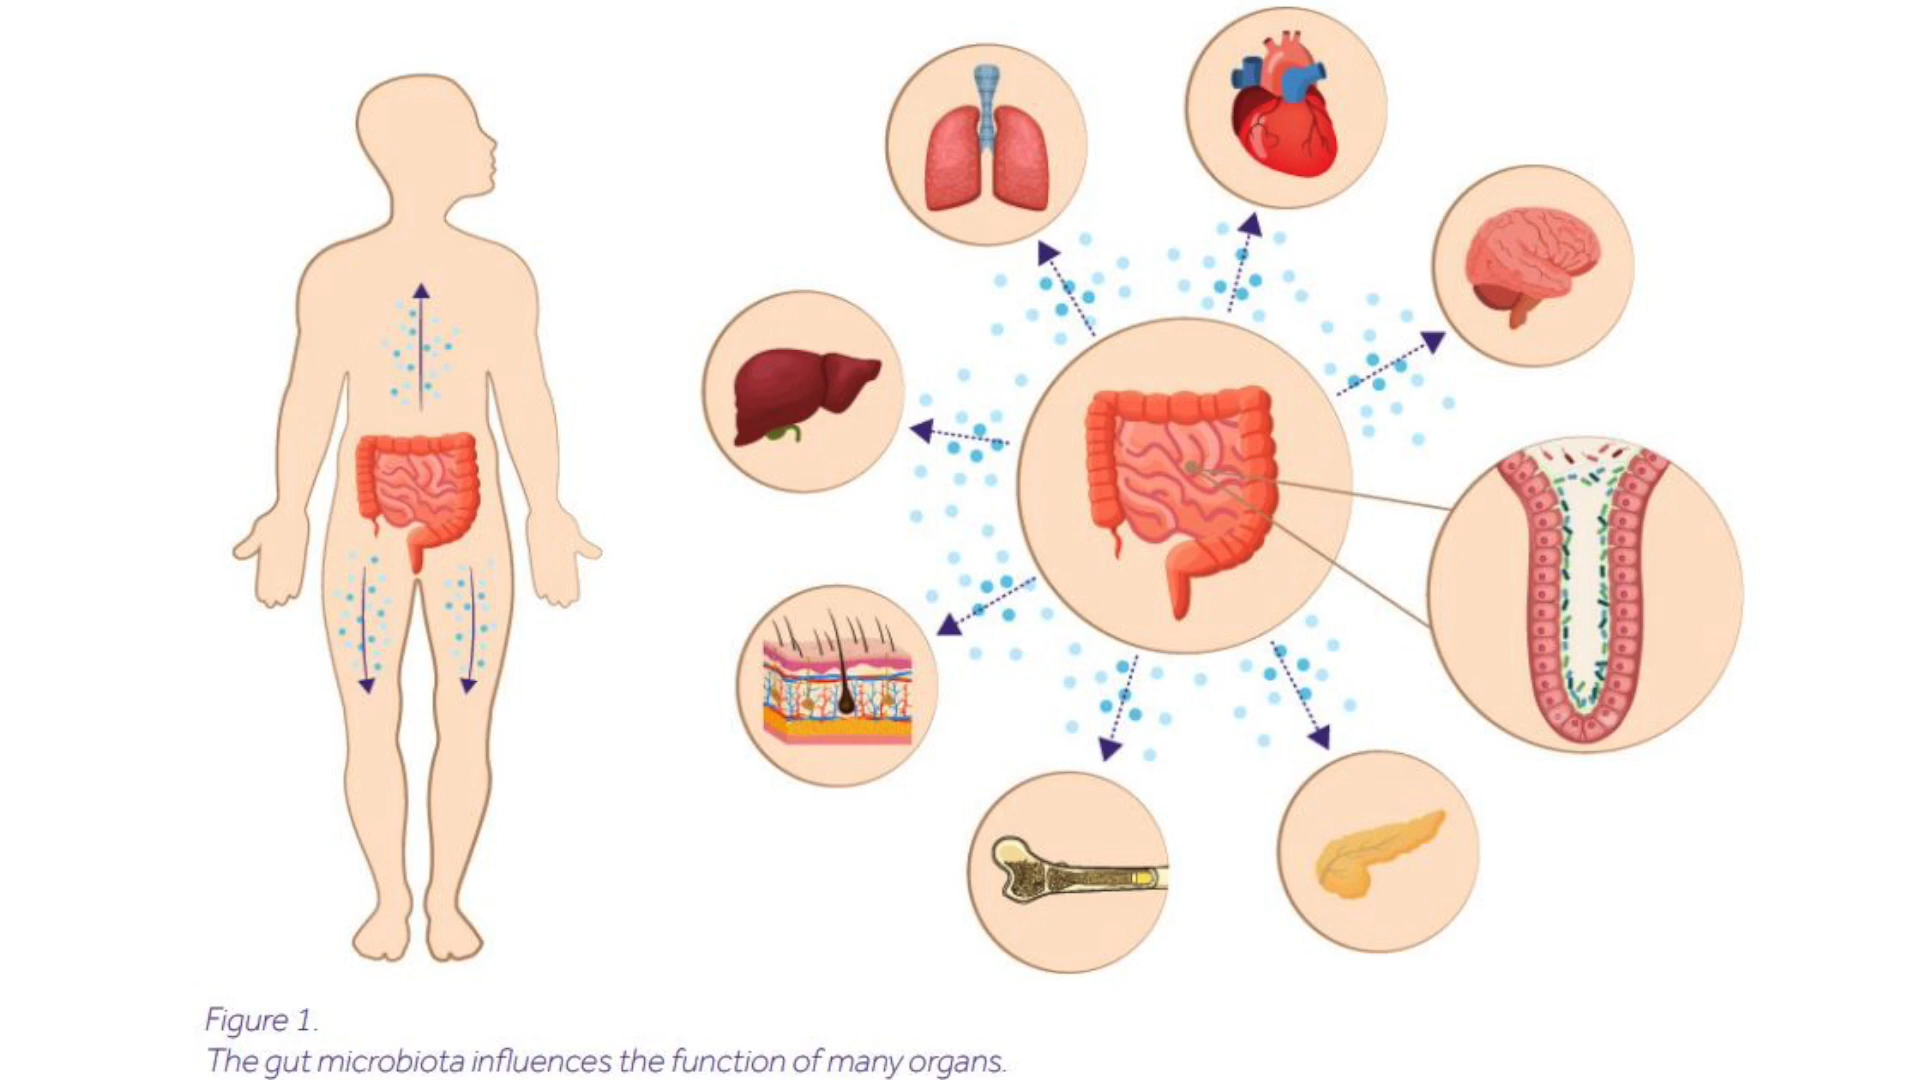 Figure 1.
The gut microbiota influences the function of many organs.